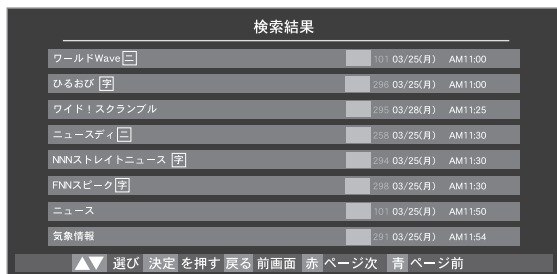 検索結果
ワールドWave 二 101 03/25(月) AM11:00
ひるおび 字 296 03/25(月) AM11:00
ワイド！スクランブル 295 03/28(月) AM11:25
ニュースディ 二 258 03/25(月) AM11:30
NNNストレイトニュース 字 294 03/25(月) AM11:30
FNNスピーク 字 298 03/25(月) AM11:30
ニュース 101 03/25(月) AM11:50
気象情報 291 03/25(月) AM11:54
▲▼ 選び 決定 を押す 戻る 前画面 赤 ページ次 青 ページ前